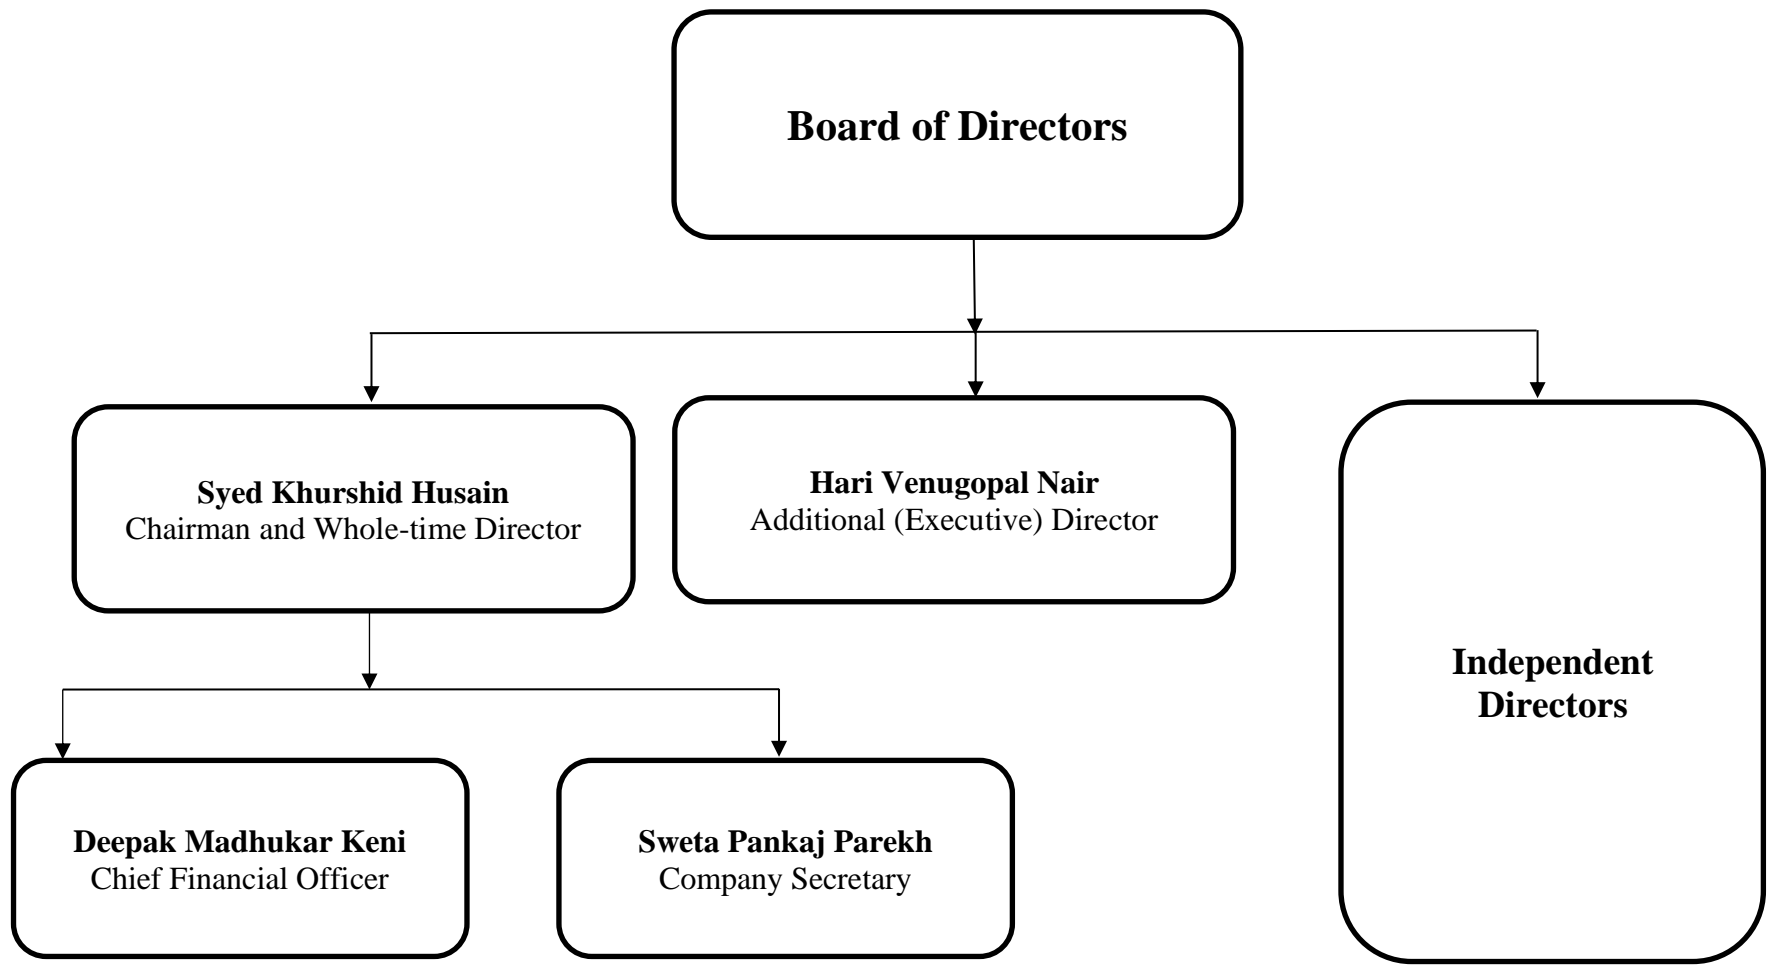 Board of Directors
Syed Khurshid Husain
Chairman and Whole-time Director
Hari Venugopal Nair
Additional (Executive) Director
Independent
Directors
Deepak Madhukar Keni
Chief Financial Officer
Sweta Pankaj Parekh
Company Secretary